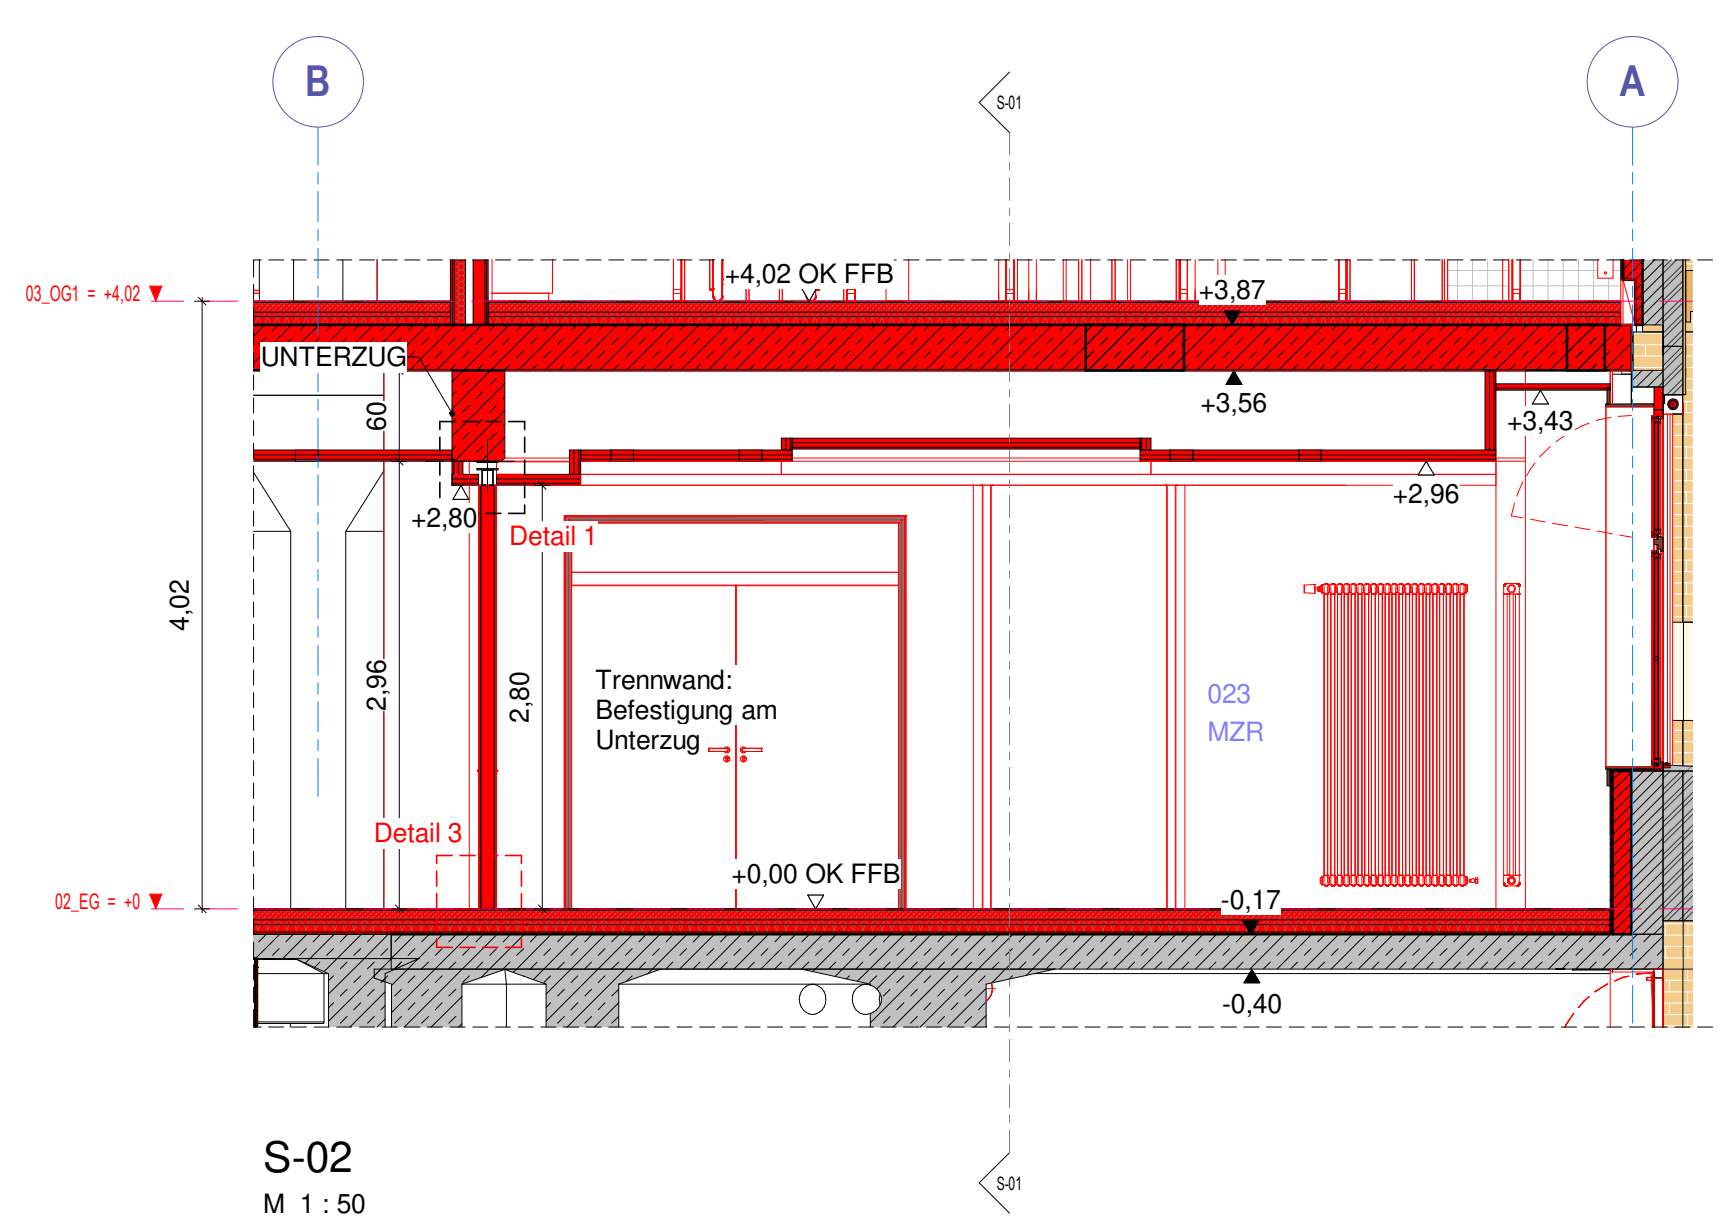 B
A
S-01
+4,02 OK FFB
03_OG1 = +4,02
+3,87
UNTERZUG
+3,56
+3,43
60
+2,96
+2,80
Detail 1
4,02
2,96
2,80
Trennwand:
Befestigung am
Unterzug
023
MZR
Detail 3
+0,00 OK FFB
02_EG = +0
-0,17
-0,40
S-02
S-01
M 1 : 50